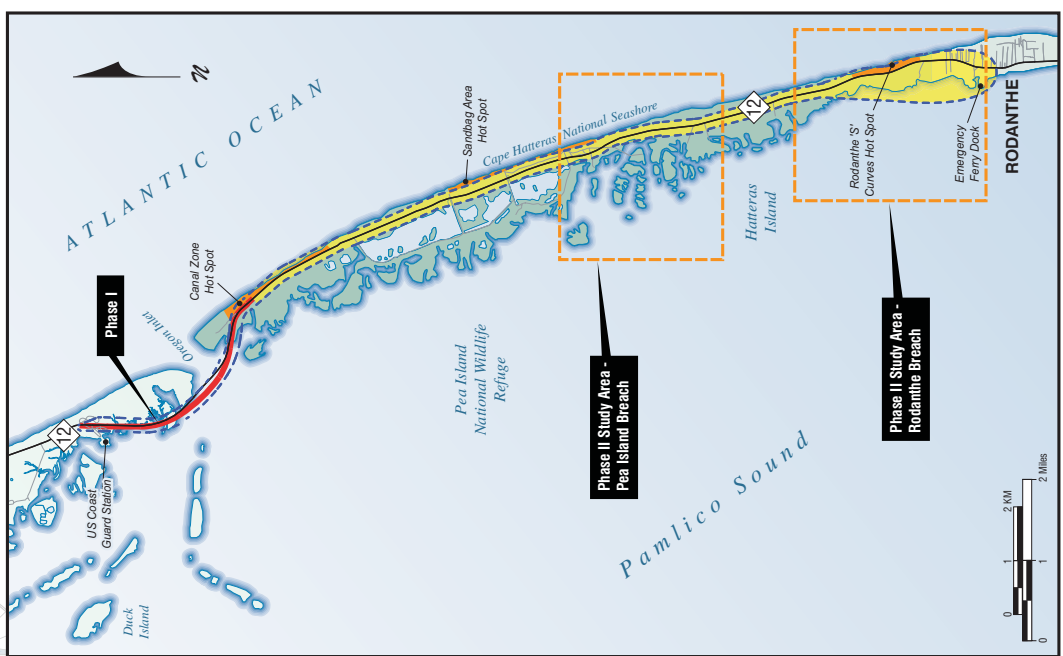 ATLANTIC OCEAN
N
Cape Hatteras National Seashore
Sandbag Area
Hot Spot
Canal Zone
Hot Spot
Phase I
Oregon Inlet
12
US Coast
Guard Station
Duck
Island
Pea Island
National Wildlife
Refuge
Phase II Study Area -
Pea Island Breach
12
Hatteras
Island
Rodanthe 'S'
Curves Hot Spot
Emergency
Ferry Dock
RODANTHE
Phase II Study Area -
Rodanthe Breach
Pamlico Sound
0 1 2 KM
0 1 2 Miles